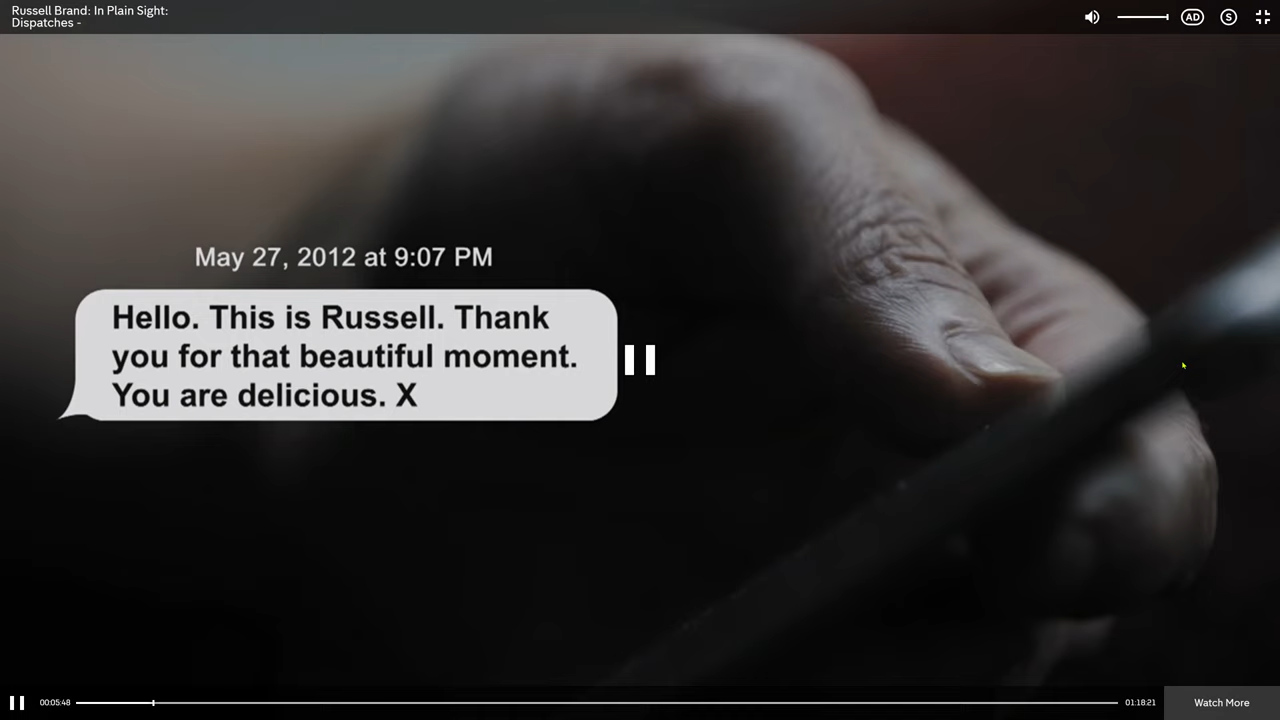 Russell Brand: In Plain Sight:
Dispatches -
AD
S
May 27, 2012 at 9:07 PM
Hello. This is Russell. Thank
you for that beautiful moment.
You are delicious. X
00:05:48
01:18:21
Watch More